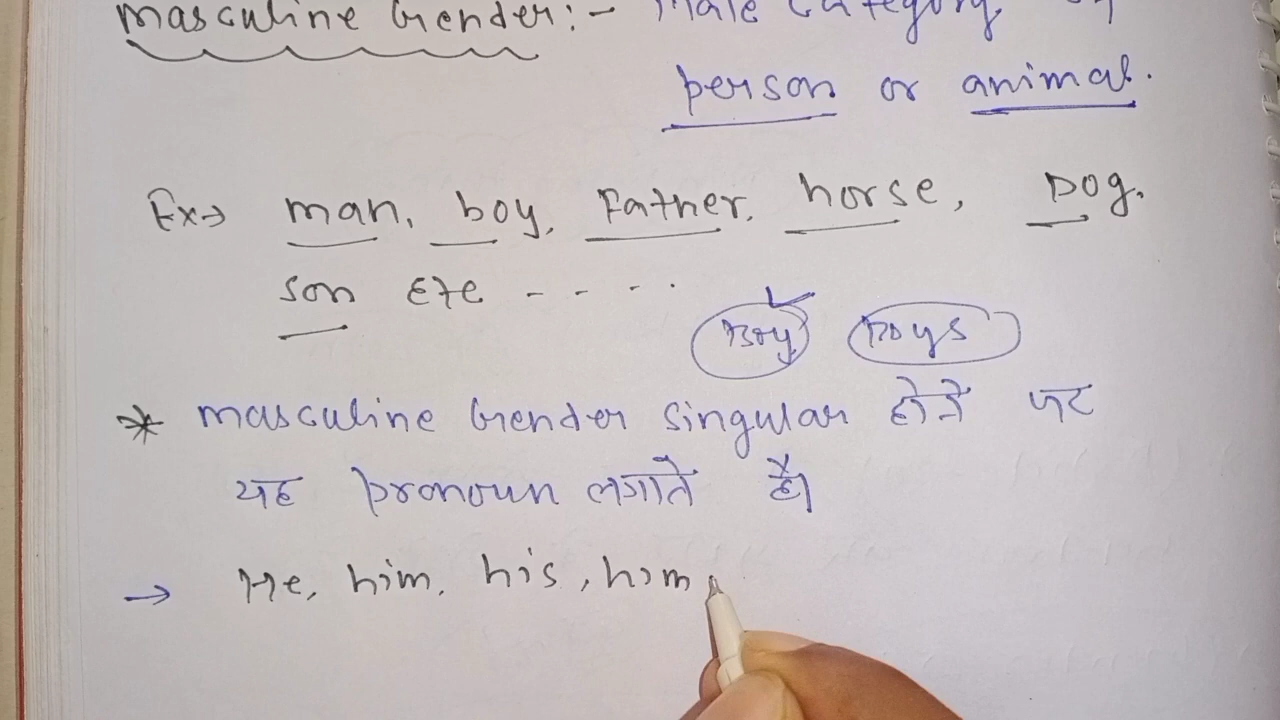 masculine Gender:- Male Category of
person or animal.
Ex→ man, boy, Father, horse, Dog.
son etc - - - -
Boy Boys
* masculine Gender singular होने पर
यह pronoun लगाते है।
→ He, him, his, him